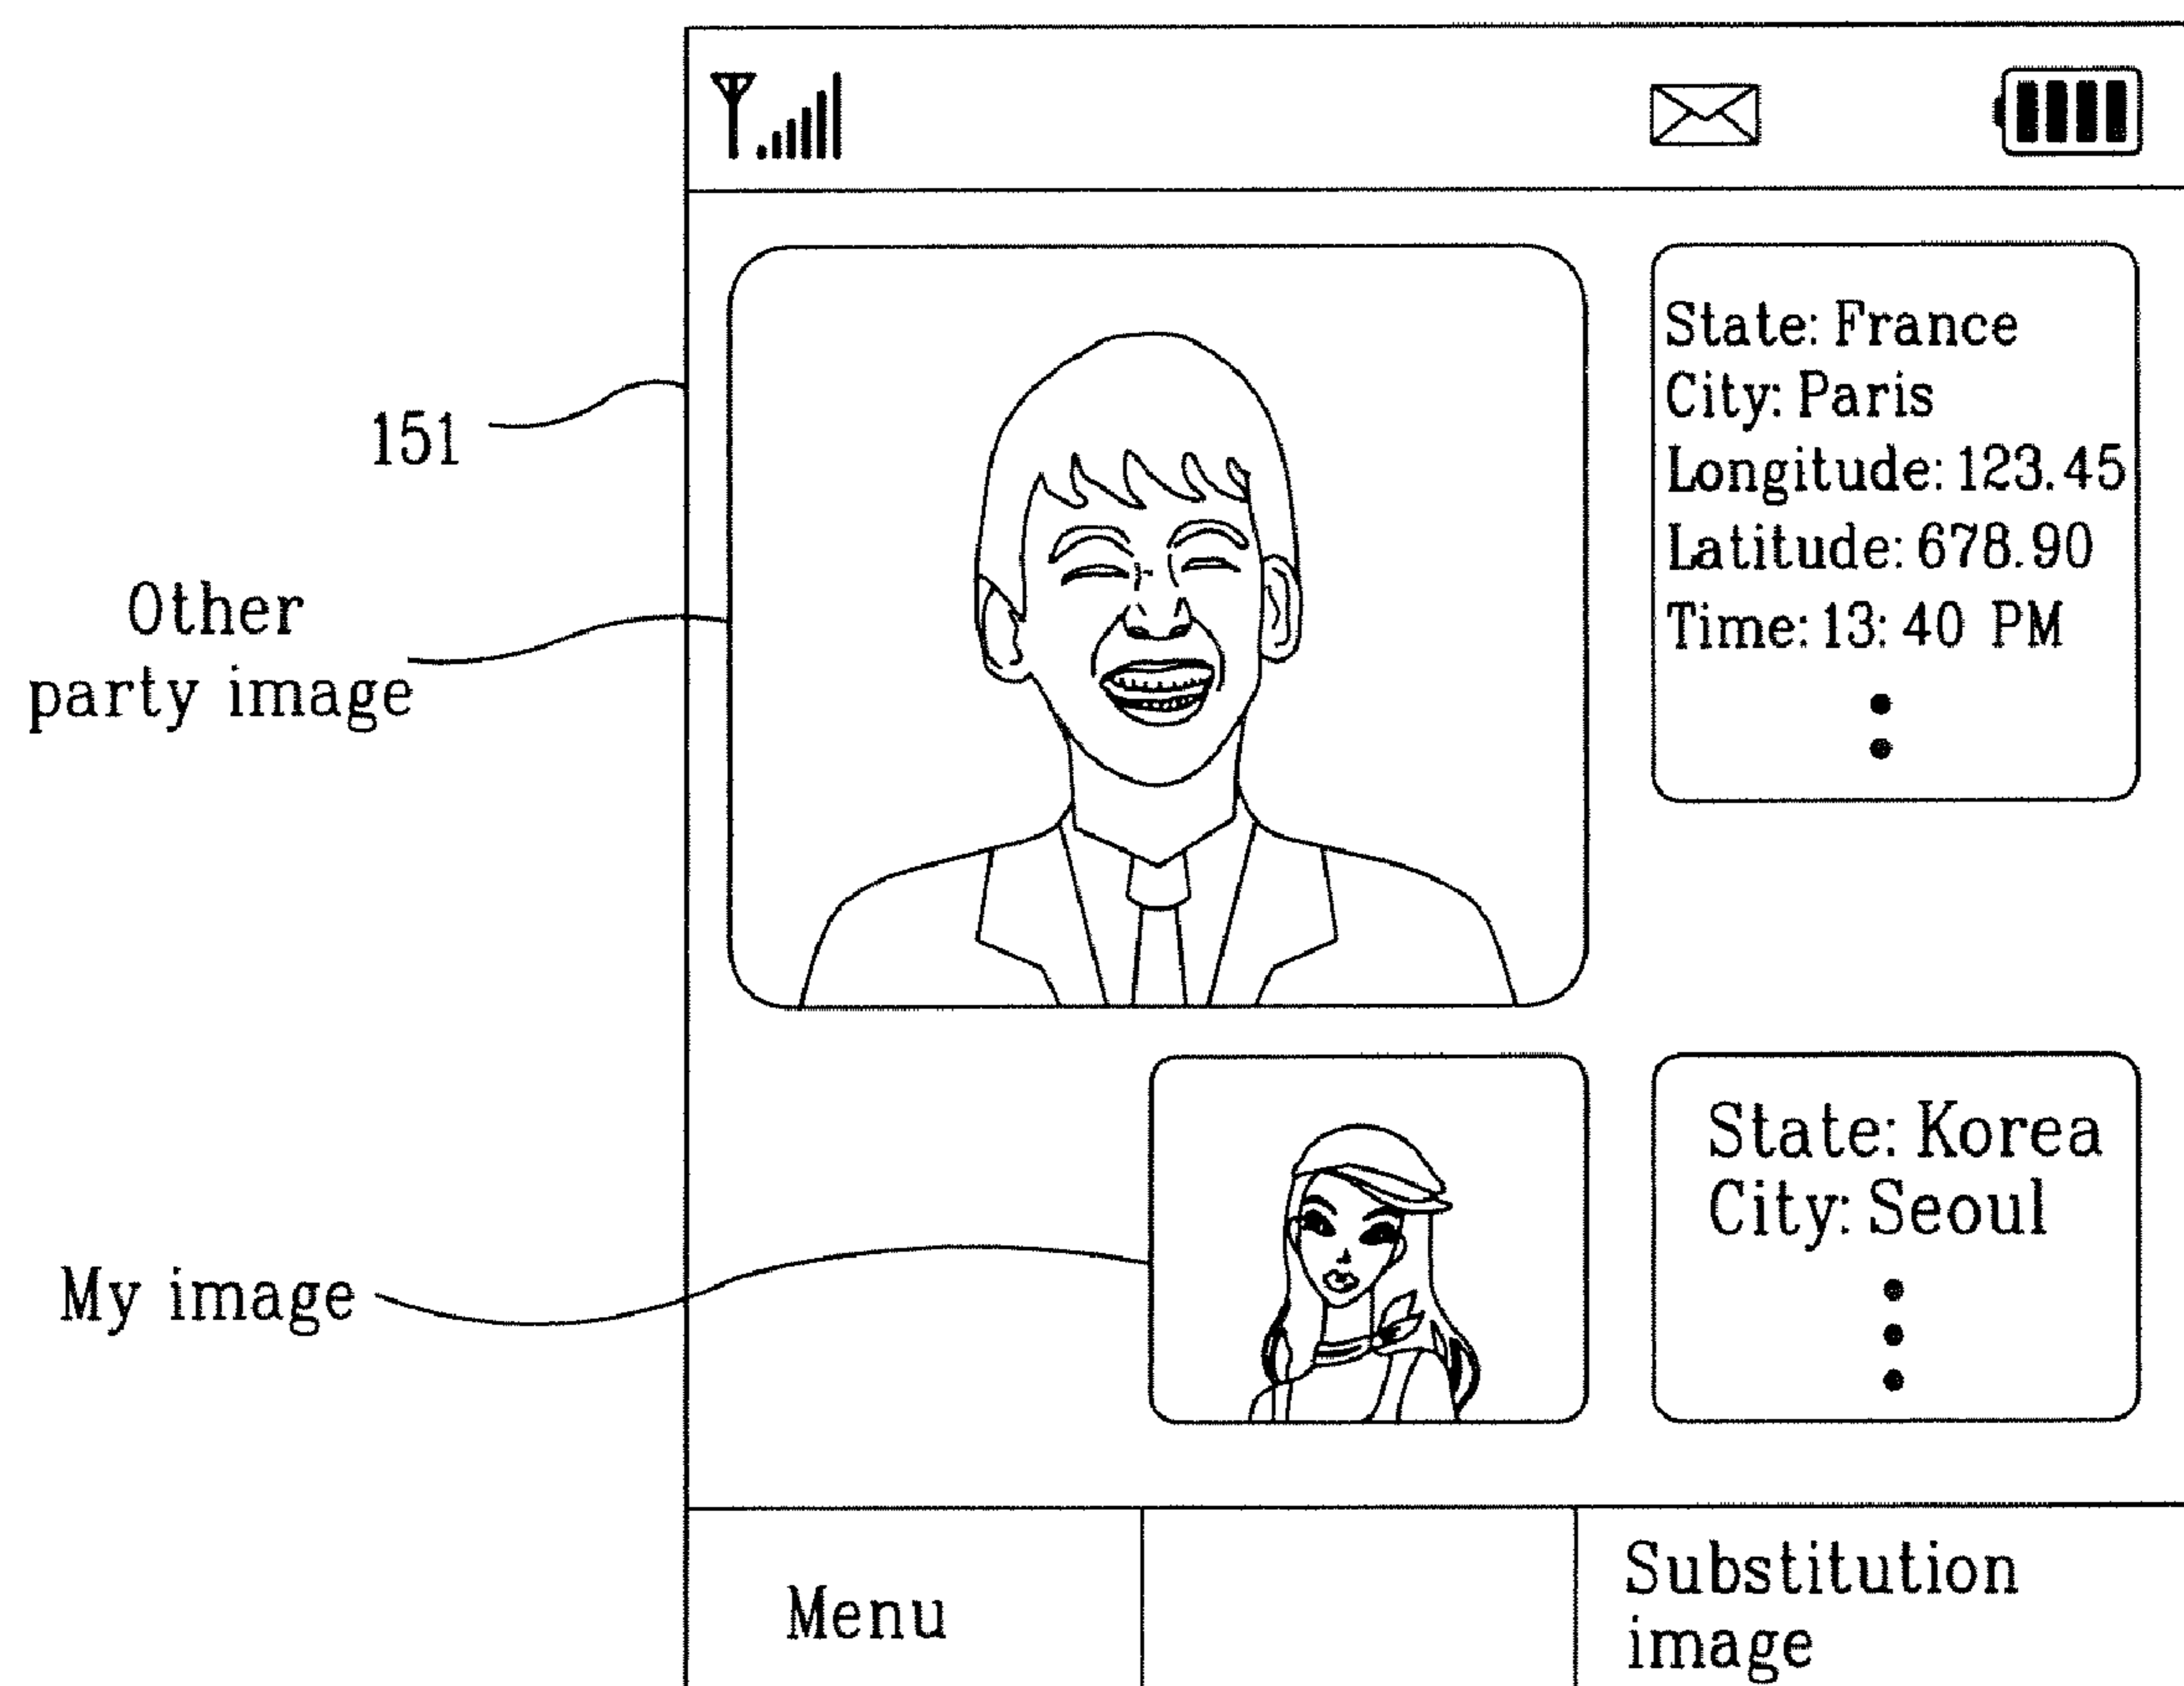 State: France
City: Paris
Longitude: 123.45
Latitude: 678.90
Time: 13: 40 PM
151
Other
party image
State: Korea
City: Seoul
My image
Menu
Substitution
image